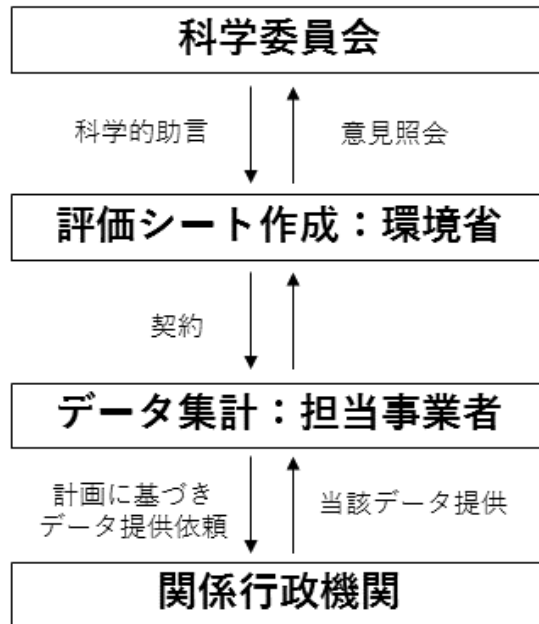 科学委員会
科学的助言
意見照会
評価シート作成：環境省
契約
データ集計：担当事業者
計画に基づき
データ提供依頼
当該データ提供
関係行政機関